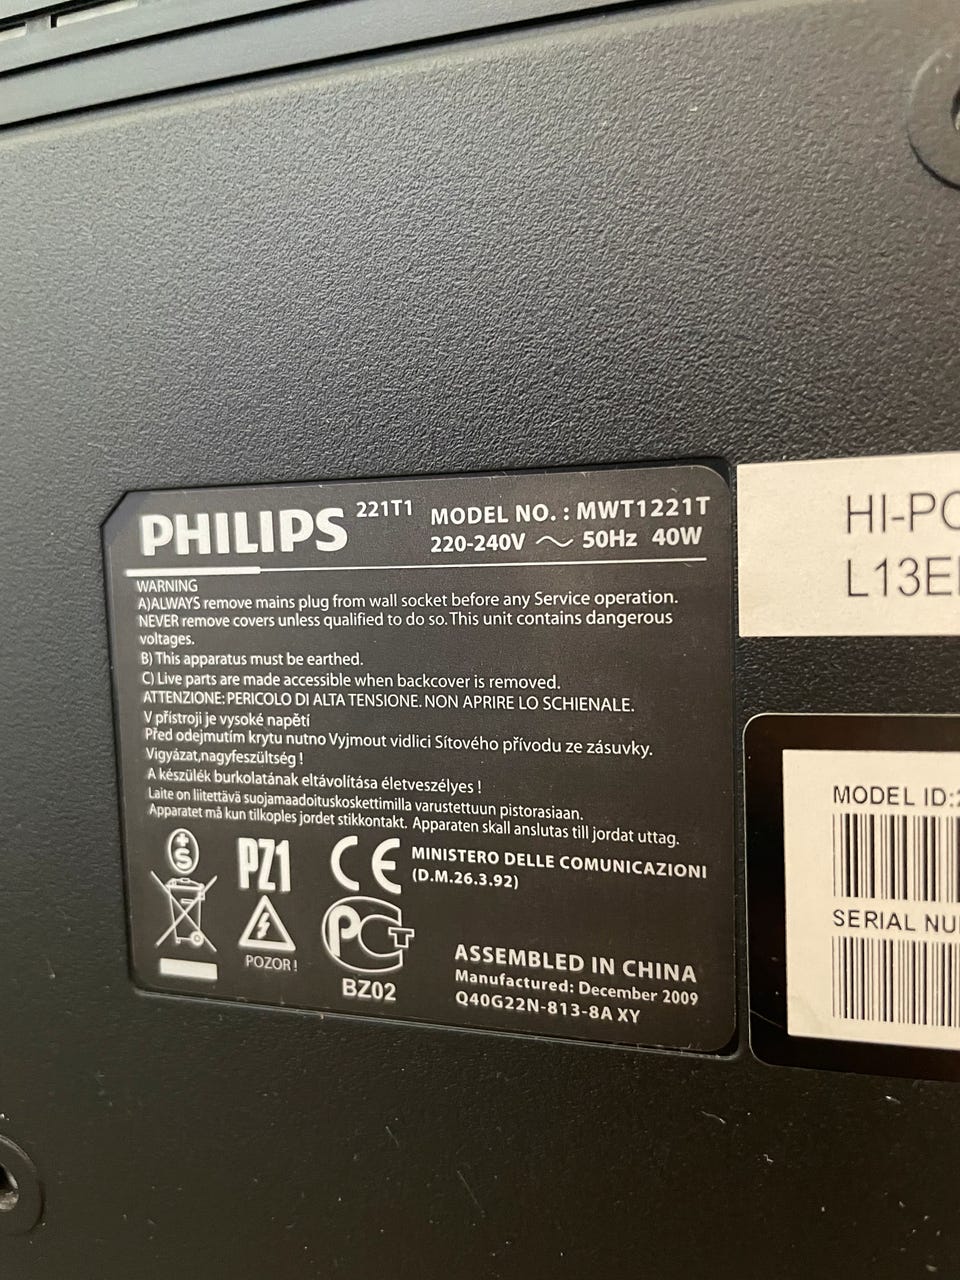 PHILIPS 221T1 MODEL NO. : MWT1221T
220-240V ~ 50Hz 40W
WARNING
A)ALWAYS remove mains plug from wall socket before any Service operation.
NEVER remove covers unless qualified to do so. This unit contains dangerous
voltages.
B) This apparatus must be earthed.
C) Live parts are made accessible when backcover is removed.
ATTENZIONE: PERICOLO DI ALTA TENSIONE. NON APRIRE LO SCHIENALE.
V přístroji je vysoké napětí
Před odejmutím krytu nutno Vyjmout vidlici Sítového přívodu ze zásuvky.
Vigyázat,nagyfeszültség !
A készülék burkolatának eltávolítása életveszélyes !
Laite on liitettävä suojamaadoituskoskettimilla varustettuun pistorasiaan.
Apparatet må kun tilkoples jordet stikkontakt. Apparaten skall anslutas till jordat uttag.
+S
PZ1
CE MINISTERO DELLE COMUNICAZIONI
(D.M.26.3.92)
POZOR!
PCT
BZ02
ASSEMBLED IN CHINA
Manufactured: December 2009
Q40G22N-813-8A XY
HI-PO
L13E
MODEL ID:2
SERIAL NU